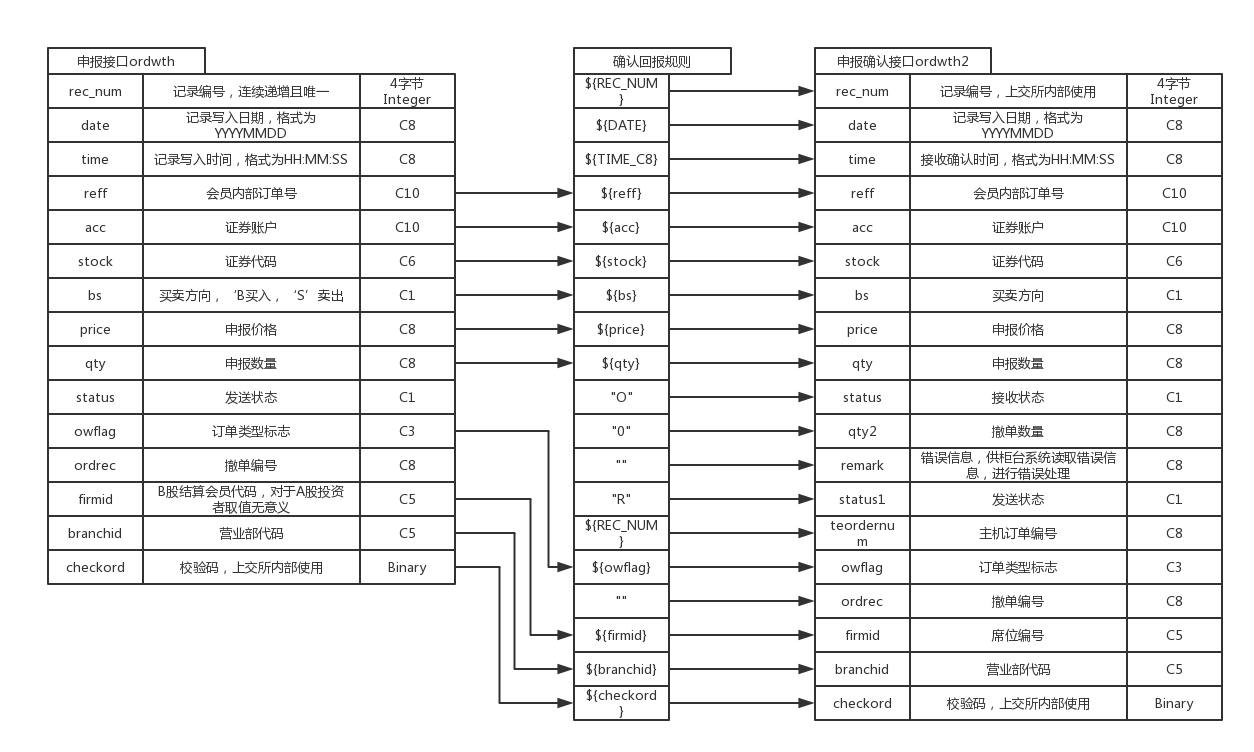 申报接口ordwth
rec_num
记录编号，连续递增且唯一
4字节
Integer
date
记录写入日期，格式为
YYYYMMDD
C8
time
记录写入时间，格式为HH:MM:SS
C8
reff
会员内部订单号
C10
acc
证券账户
C10
stock
证券代码
C6
bs
买卖方向，‘B买入，‘S’卖出
C1
price
申报价格
C8
qty
申报数量
C8
status
发送状态
C1
owflag
订单类型标志
C3
ordrec
撤单编号
C8
firmid
B股结算会员代码，对于A股投资
者取值无意义
C5
branchid
营业部代码
C5
checkord
校验码，上交所内部使用
Binary
确认回报规则
${REC_NUM
}
${DATE}
${TIME_C8}
${reff}
${acc}
${stock}
${bs}
${price}
${qty}
"O"
"0"
""
"R"
${REC_NUM
}
${owflag}
""
${firmid}
${branchid}
${checkord
}
申报确认接口ordwth2
rec_num
记录编号，上交所内部使用
4字节
Integer
date
记录写入日期，格式为
YYYYMMDD
C8
time
接收确认时间，格式为HH:MM:SS
C8
reff
会员内部订单号
C10
acc
证券账户
C10
stock
证券代码
C6
bs
买卖方向
C1
price
申报价格
C8
qty
申报数量
C8
status
接收状态
C1
qty2
撤单数量
C8
remark
错误信息，供柜台系统读取错误信
息，进行错误处理
C8
status1
发送状态
C1
teordernu
m
主机订单编号
C8
owflag
订单类型标志
C3
ordrec
撤单编号
C8
firmid
席位编号
C5
branchid
营业部代码
C5
checkord
校验码，上交所内部使用
Binary